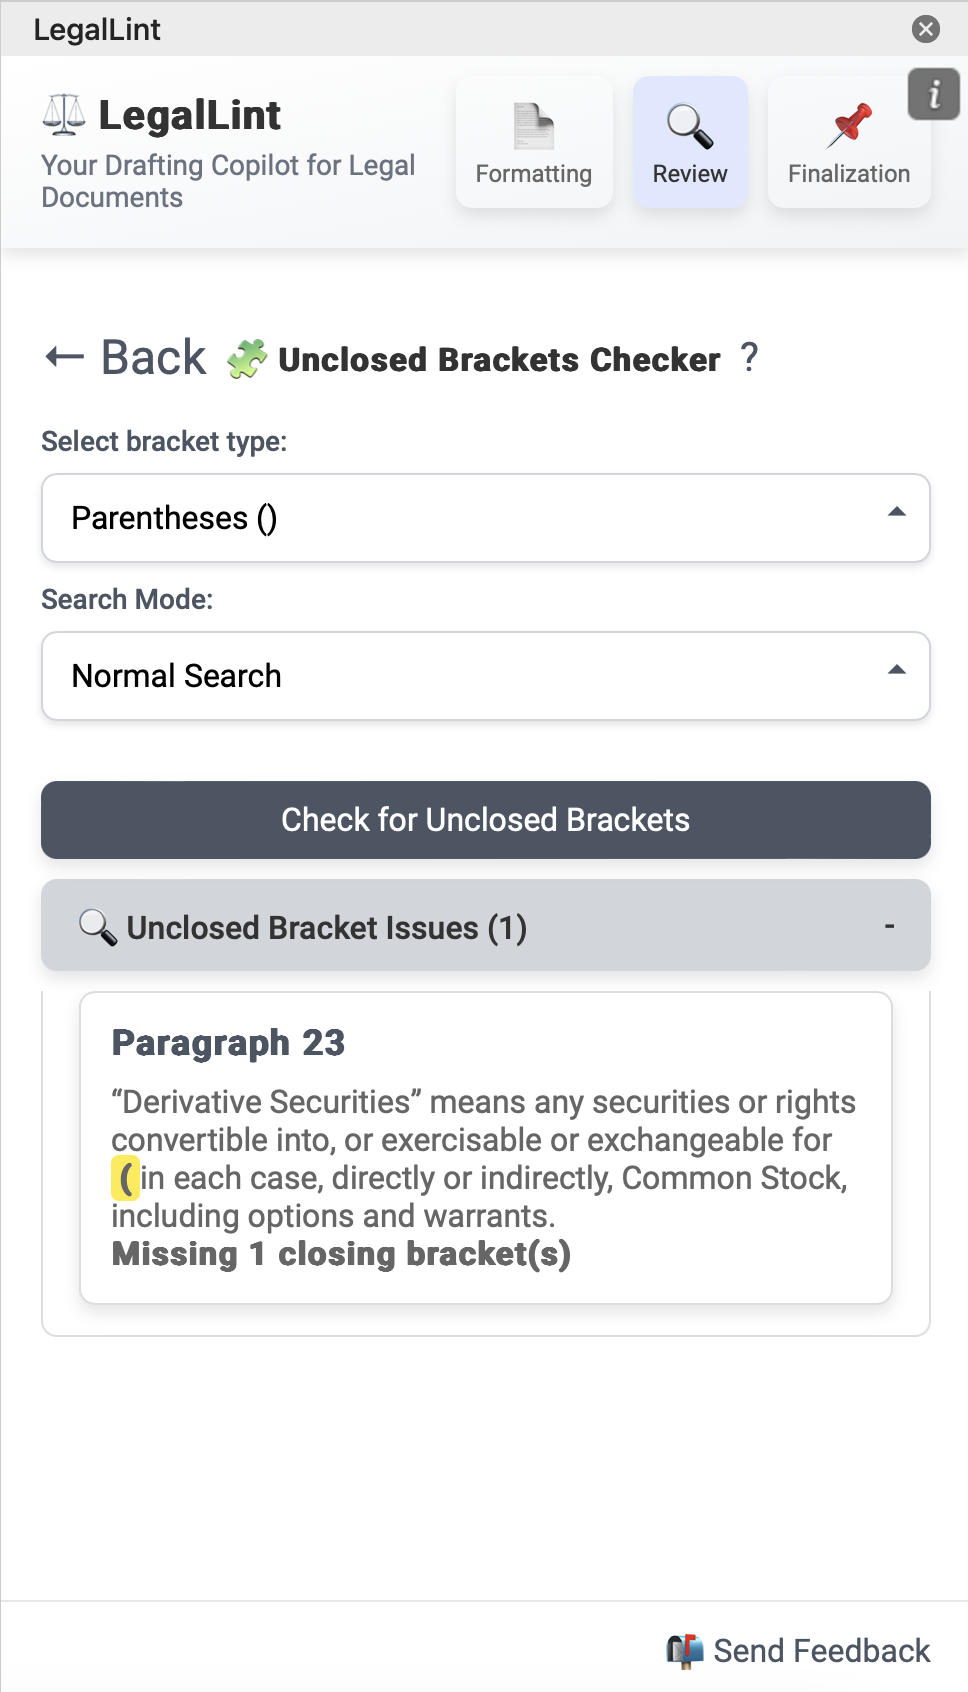 LegalLint
LegalLint
Your Drafting Copilot for Legal
Documents
Formatting
Review
Finalization
i
← Back Unclosed Brackets Checker ?
Select bracket type:
Parentheses ()
Search Mode:
Normal Search
Check for Unclosed Brackets
Unclosed Bracket Issues (1) -
Paragraph 23
“Derivative Securities” means any securities or rights
convertible into, or exercisable or exchangeable for
(in each case, directly or indirectly, Common Stock,
including options and warrants.
Missing 1 closing bracket(s)
Send Feedback